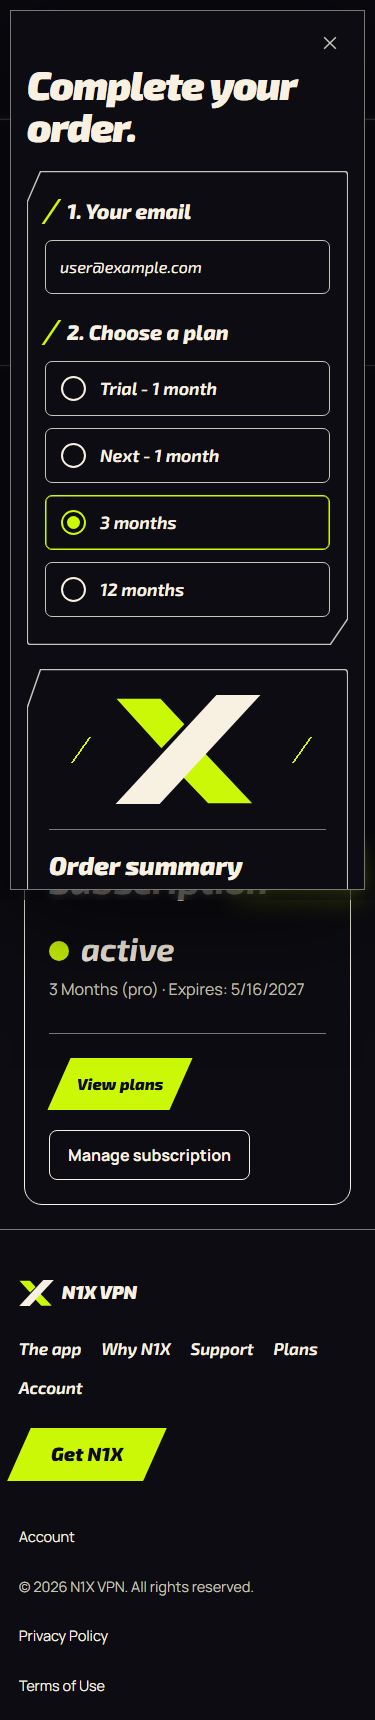 Complete your
order.
1. Your email
user@example.com
2. Choose a plan
Trial - 1 month
Next - 1 month
3 months
12 months
Order summary
Subscription
active
3 Months (pro) · Expires: 5/16/2027
View plans
Manage subscription
N1X VPN
The app Why N1X Support Plans
Account
Get N1X
Account
© 2026 N1X VPN. All rights reserved.
Privacy Policy
Terms of Use